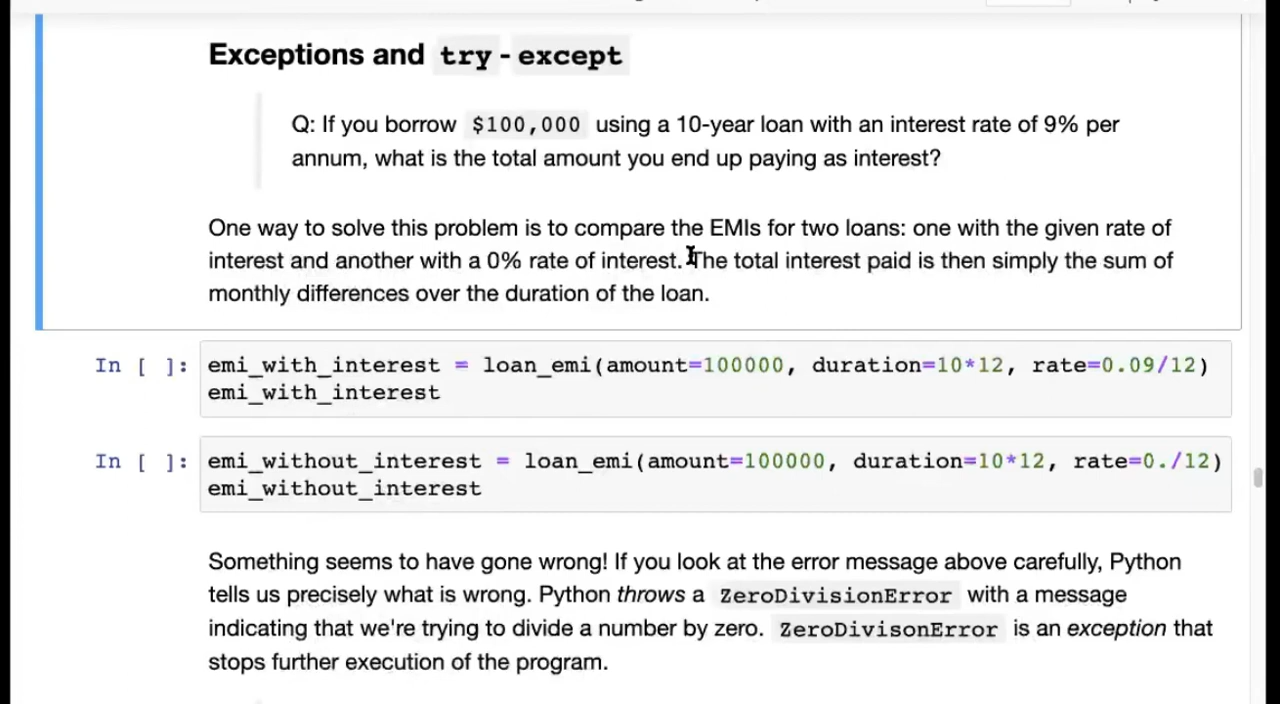 Exceptions and try - except
Q: If you borrow $100,000 using a 10-year loan with an interest rate of 9% per
annum, what is the total amount you end up paying as interest?
One way to solve this problem is to compare the EMIs for two loans: one with the given rate of
interest and another with a 0% rate of interest. The total interest paid is then simply the sum of
monthly differences over the duration of the loan.
In [ ]: emi_with_interest = loan_emi(amount=100000, duration=10*12, rate=0.09/12)
emi_with_interest
In [ ]: emi_without_interest = loan_emi(amount=100000, duration=10*12, rate=0./12)
emi_without_interest
Something seems to have gone wrong! If you look at the error message above carefully, Python
tells us precisely what is wrong. Python throws a ZeroDivisionError with a message
indicating that we're trying to divide a number by zero. ZeroDivisonError is an exception that
stops further execution of the program.